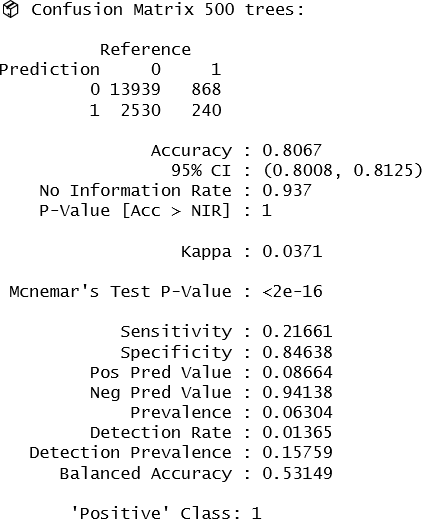 📦 Confusion Matrix 500 trees:
Reference
Prediction 0 1
0 13939 868
1 2530 240
Accuracy : 0.8067
95% CI : (0.8008, 0.8125)
No Information Rate : 0.937
P-Value [Acc > NIR] : 1
Kappa : 0.0371
Mcnemar's Test P-Value : <2e-16
Sensitivity : 0.21661
Specificity : 0.84638
Pos Pred Value : 0.08664
Neg Pred Value : 0.94138
Prevalence : 0.06304
Detection Rate : 0.01365
Detection Prevalence : 0.15759
Balanced Accuracy : 0.53149
'Positive' Class: 1